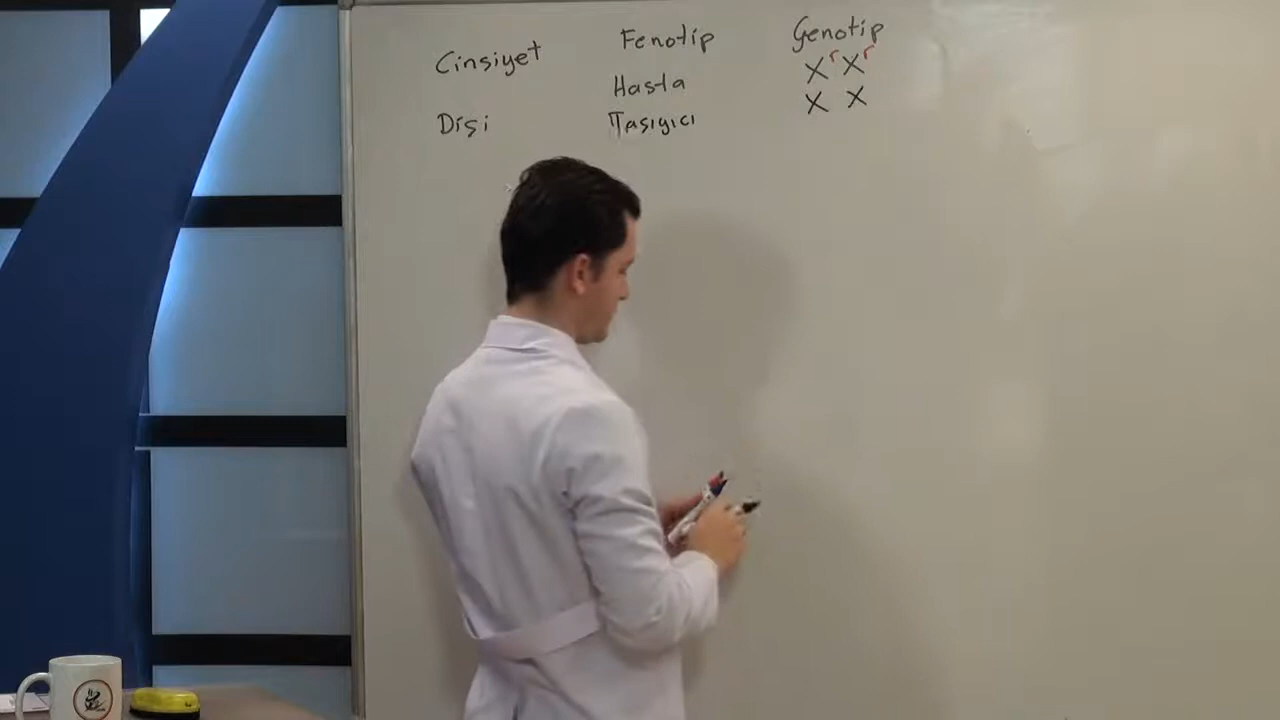 Cinsiyet Fenotip Genotip
Hasta XʳXʳ
Dişi Taşıyıcı X X